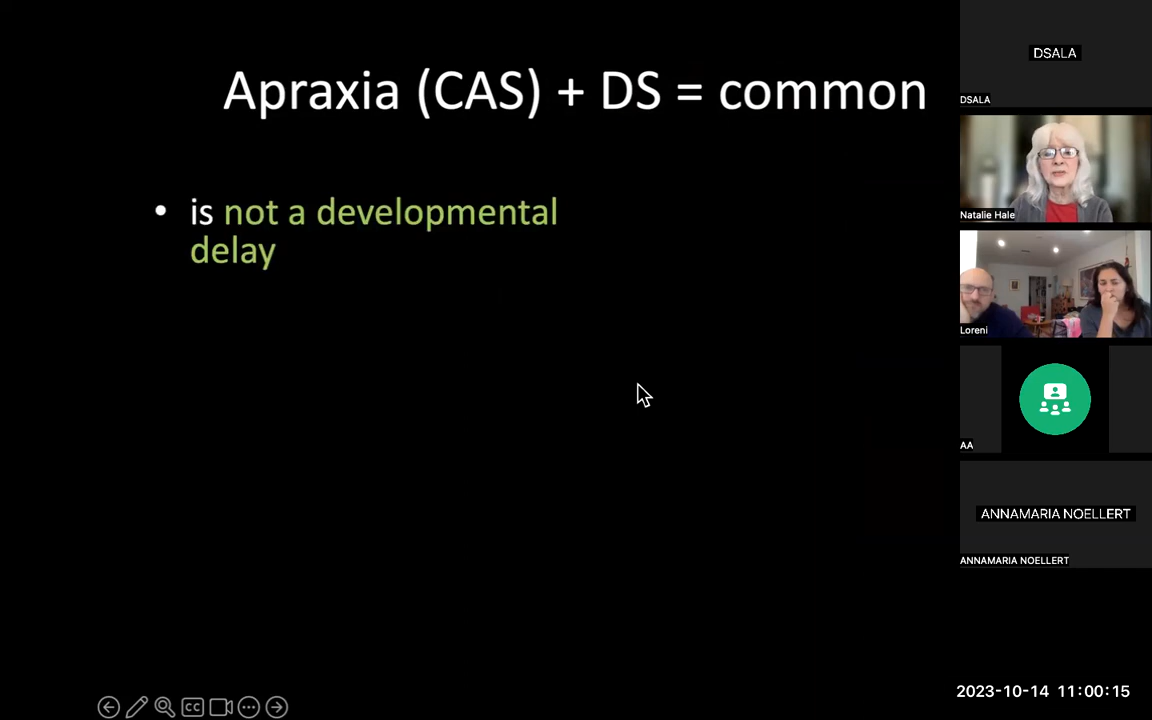 Apraxia (CAS) + DS = common
• is not a developmental
delay
DSALA
DSALA
Natalie Hale
Loreni
AA
ANNAMARIA NOELLERT
ANNAMARIA NOELLERT
CC
2023-10-14 11:00:15